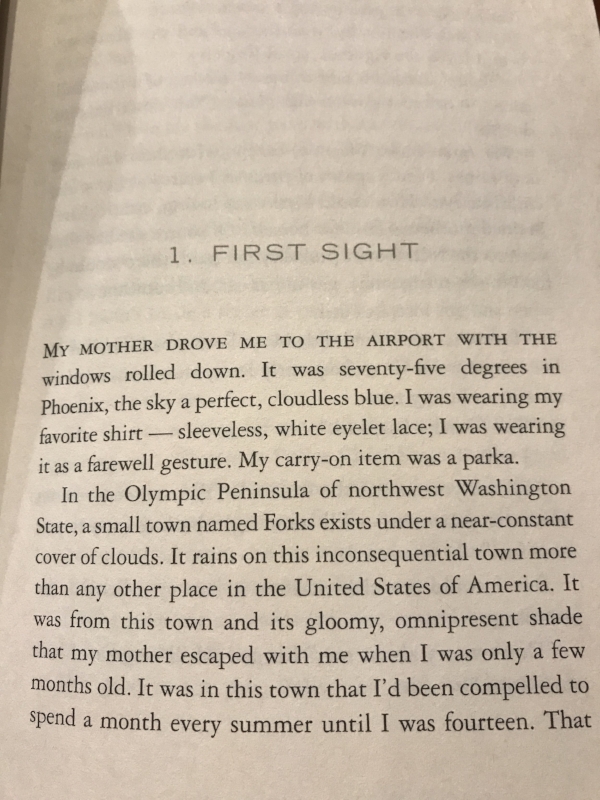 1. FIRST SIGHT
MY MOTHER DROVE ME TO THE AIRPORT WITH THE
windows rolled down. It was seventy-five degrees in
Phoenix, the sky a perfect, cloudless blue. I was wearing my
favorite shirt — sleeveless, white eyelet lace; I was wearing
it as a farewell gesture. My carry-on item was a parka.
In the Olympic Peninsula of northwest Washington
State, a small town named Forks exists under a near-constant
cover of clouds. It rains on this inconsequential town more
than any other place in the United States of America. It
was from this town and its gloomy, omnipresent shade
that my mother escaped with me when I was only a few
months old. It was in this town that I'd been compelled to
spend a month every summer until I was fourteen. That